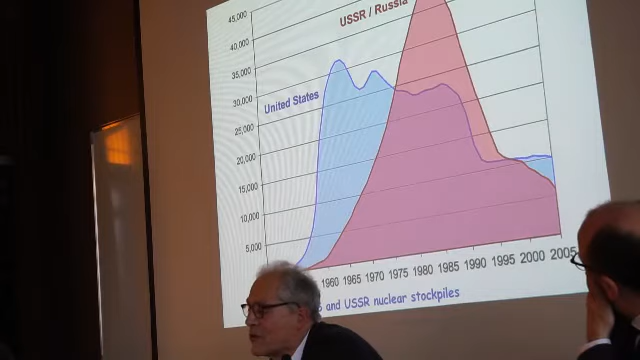 45,000
USSR / Russia
40,000
35,000
30,000
United States
25,000
20,000
15,000
10,000
5,000
1960 1965 1970 1975 1980 1985 1990 1995 2000 2005
and USSR nuclear stockpiles